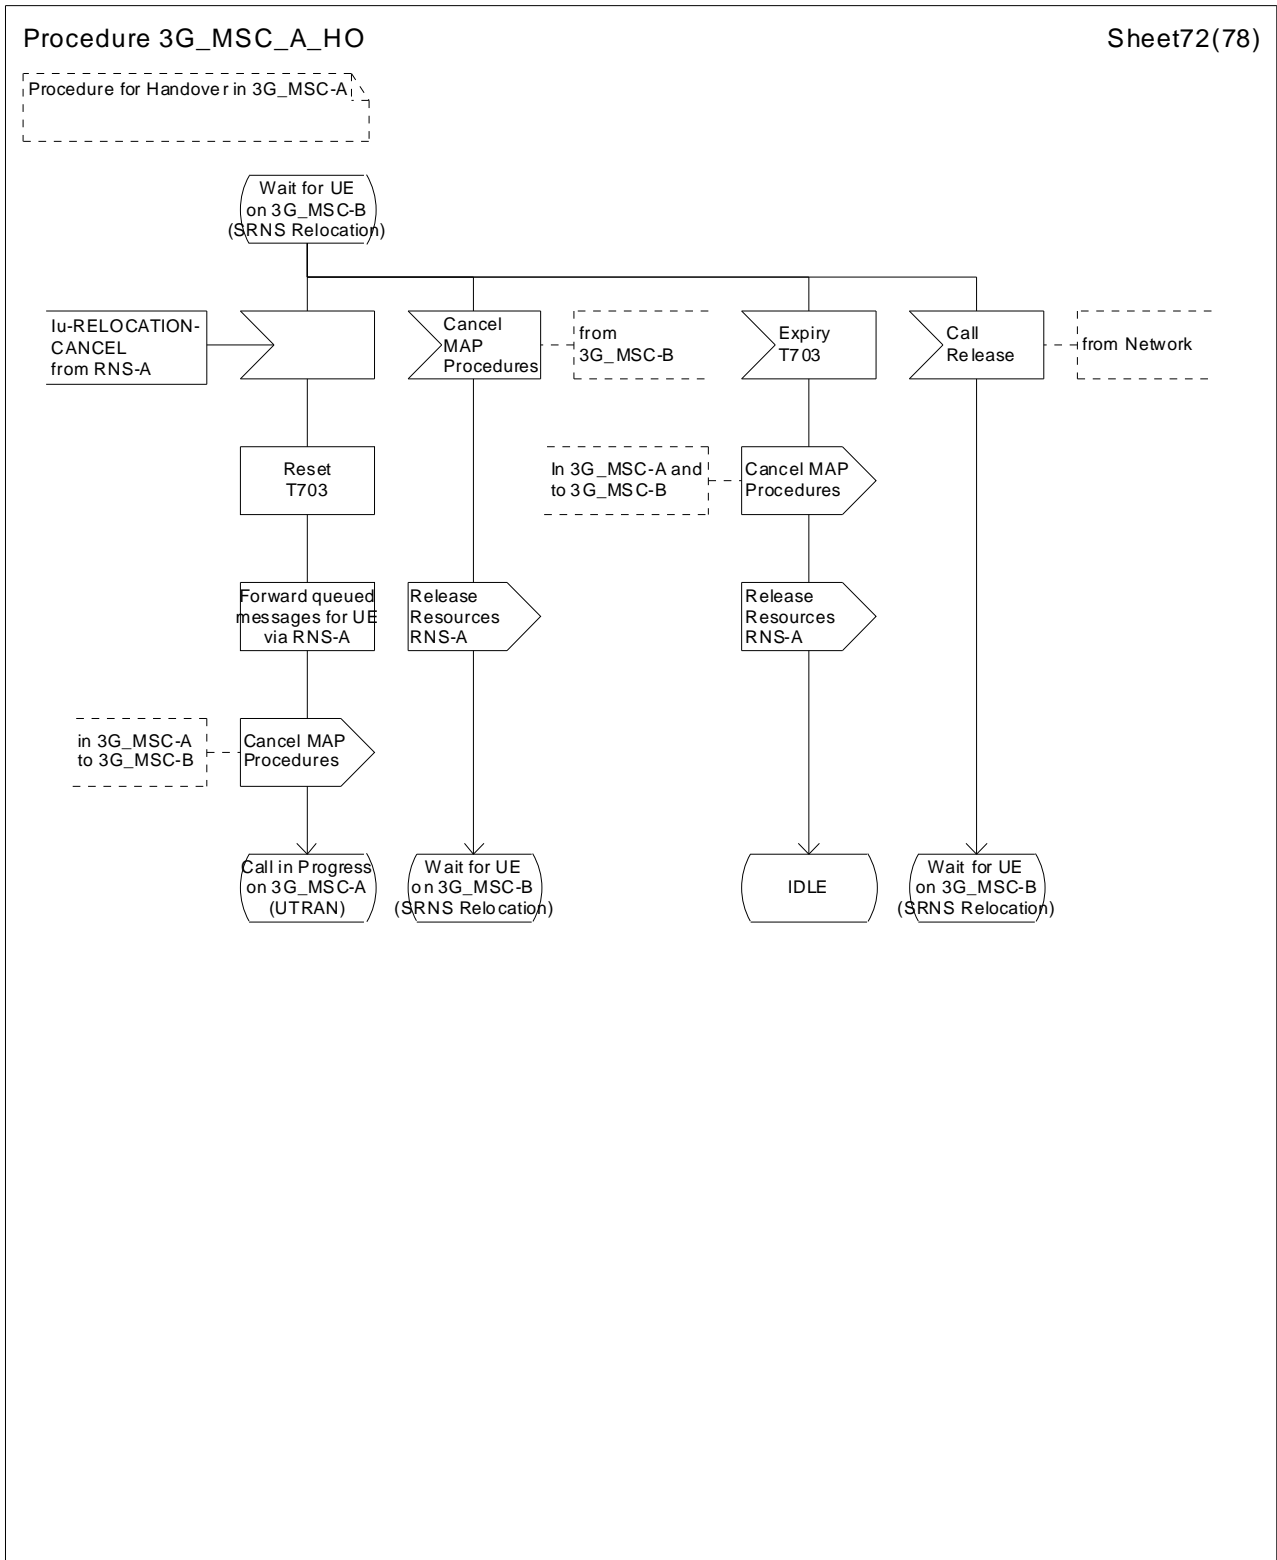 Procedure 3G_MSC_A_HO
Sheet72(78)
Procedure for Handover in 3G_MSC-A
Wait for UE
on 3G_MSC-B
(SRNS Relocation)
Iu-RELOCATION-
CANCEL
from RNS-A
Cancel
MAP
Procedures
from
3G_MSC-B
Expiry
T703
Call
Release
from Network
Reset
T703
In 3G_MSC-A and
to 3G_MSC-B
Cancel MAP
Procedures
Forward queued
messages for UE
via RNS-A
Release
Resources
RNS-A
Release
Resources
RNS-A
in 3G_MSC-A
to 3G_MSC-B
Cancel MAP
Procedures
Call in Progress
on 3G_MSC-A
(UTRAN)
Wait for UE
on 3G_MSC-B
(SRNS Relocation)
IDLE
Wait for UE
on 3G_MSC-B
(SRNS Relocation)